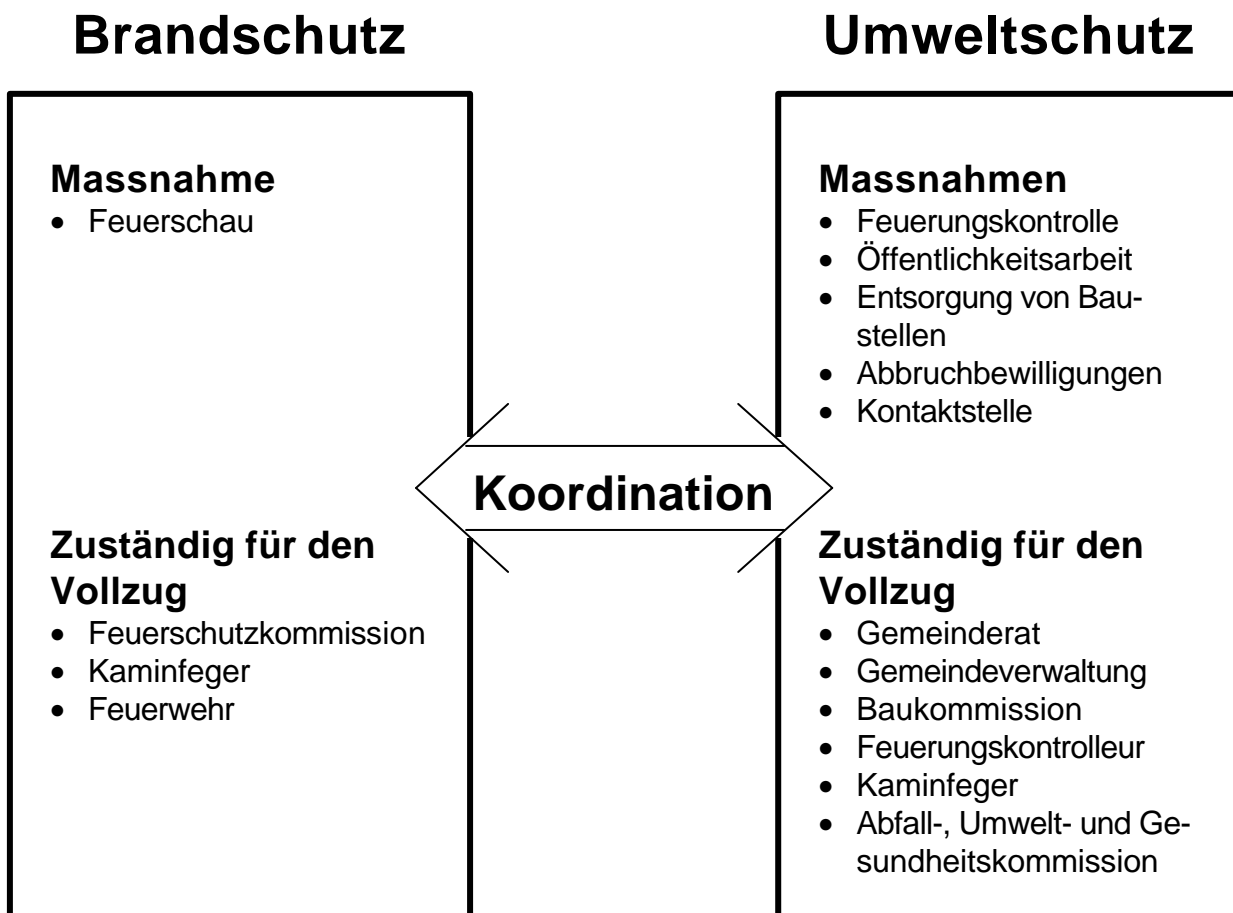 Brandschutz
Massnahme
• Feuerschau
Zuständig für den
Vollzug
• Feuerschutzkommission
• Kaminfeger
• Feuerwehr
Koordination
Umweltschutz
Massnahmen
• Feuerungskontrolle
• Öffentlichkeitsarbeit
• Entsorgung von Bau-
stellen
• Abbruchbewilligungen
• Kontaktstelle
Zuständig für den
Vollzug
• Gemeinderat
• Gemeindeverwaltung
• Baukommission
• Feuerungskontrolleur
• Kaminfeger
• Abfall-, Umwelt- und Ge-
sundheitskommission